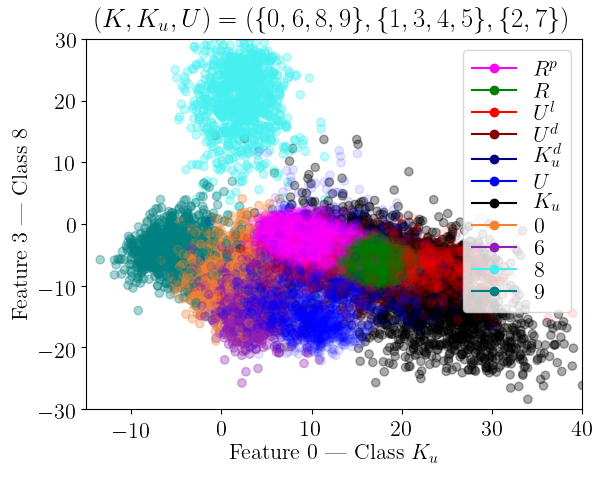 (K, K_u, U) = ({0, 6, 8, 9}, {1, 3, 4, 5}, {2, 7})
30
20
10
0
−10
−20
−30
Feature 3 — Class 8
R^p
R
U^l
U^d
K_u^d
U
K_u
0
6
8
9
−10
0
10
20
30
40
Feature 0 — Class K_u